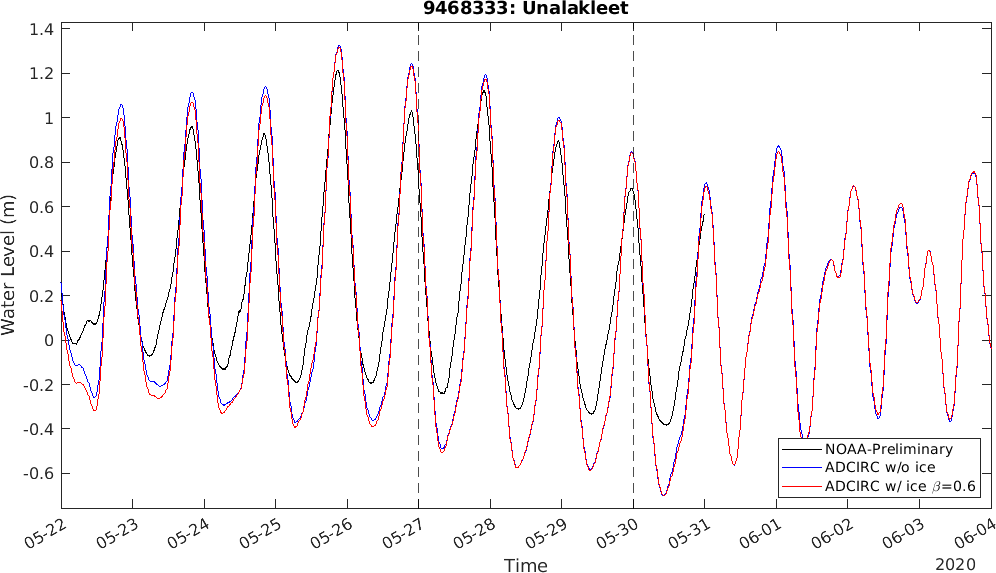 9468333: Unalakleet
Water Level (m)
1.4
1.2
1
0.8
0.6
0.4
0.2
0
-0.2
-0.4
-0.6
NOAA-Preliminary
ADCIRC w/o ice
ADCIRC w/ ice β=0.6
05-22 05-23 05-24 05-25 05-26 05-27 05-28 05-29 05-30 05-31 06-01 06-02 06-03 06-04
Time
2020